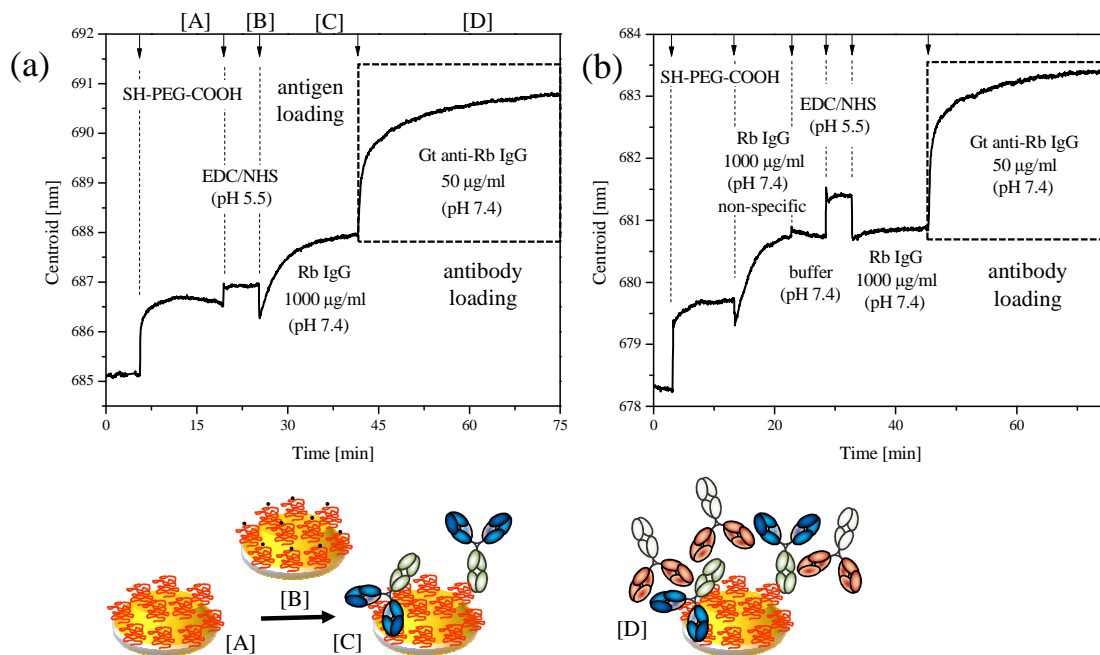 [A] [B] [C] [D]
(a)
692
691
690
689
688
687
686
685
Centroid [nm]
SH-PEG-COOH
EDC/NHS
(pH 5.5)
antigen
loading
Rb IgG
1000 μg/ml
(pH 7.4)
Gt anti-Rb IgG
50 μg/ml
(pH 7.4)
antibody
loading
0 15 30 45 60 75
Time [min]
(b)
684
683
682
681
680
679
678
Centroid [nm]
SH-PEG-COOH
Rb IgG
1000 μg/ml
(pH 7.4)
non-specific
EDC/NHS
(pH 5.5)
buffer
(pH 7.4)
Rb IgG
1000 μg/ml
(pH 7.4)
Gt anti-Rb IgG
50 μg/ml
(pH 7.4)
antibody
loading
0 20 40 60
Time [min]
[A]
[B]
[C]
[D]